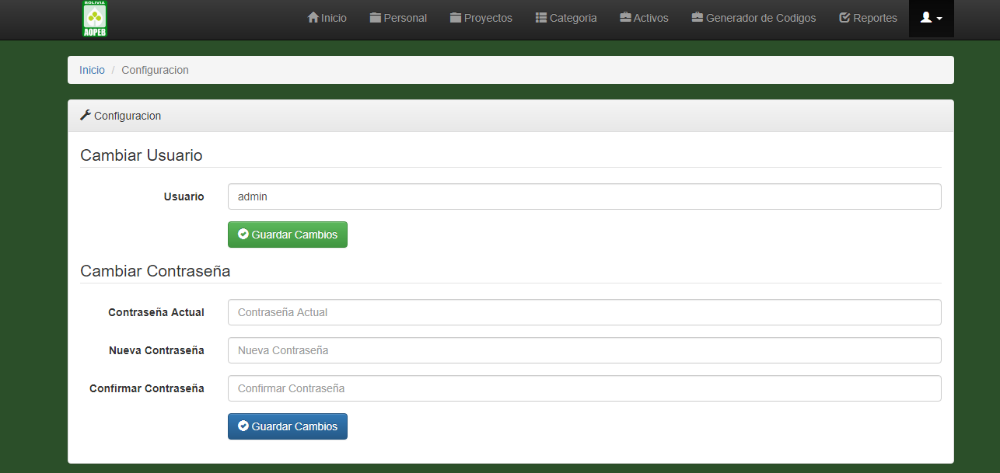 BOLIVIA
AOPEB
Inicio Personal Proyectos Categoria Activos Generador de Codigos Reportes
Inicio / Configuracion
Configuracion
Cambiar Usuario
Usuario admin
Guardar Cambios
Cambiar Contraseña
Contraseña Actual Contraseña Actual
Nueva Contraseña Nueva Contraseña
Confirmar Contraseña Confirmar Contraseña
Guardar Cambios